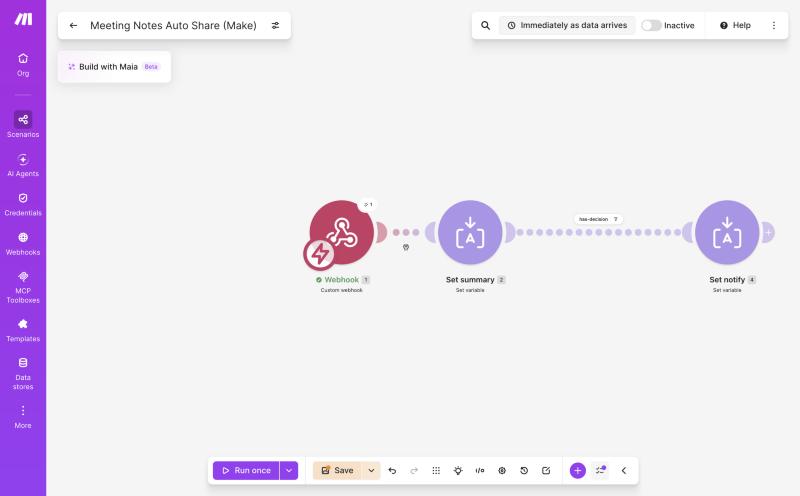 Meeting Notes Auto Share (Make)
Immediately as data arrives
Inactive
Help
Build with Maia Beta
Org
Scenarios
AI Agents
Credentials
Webhooks
MCP
Toolboxes
Templates
Data
stores
More
1
has-decision
Webhook 1
Custom webhook
Set summary 2
Set variable
Set notify 4
Set variable
Run once
Save